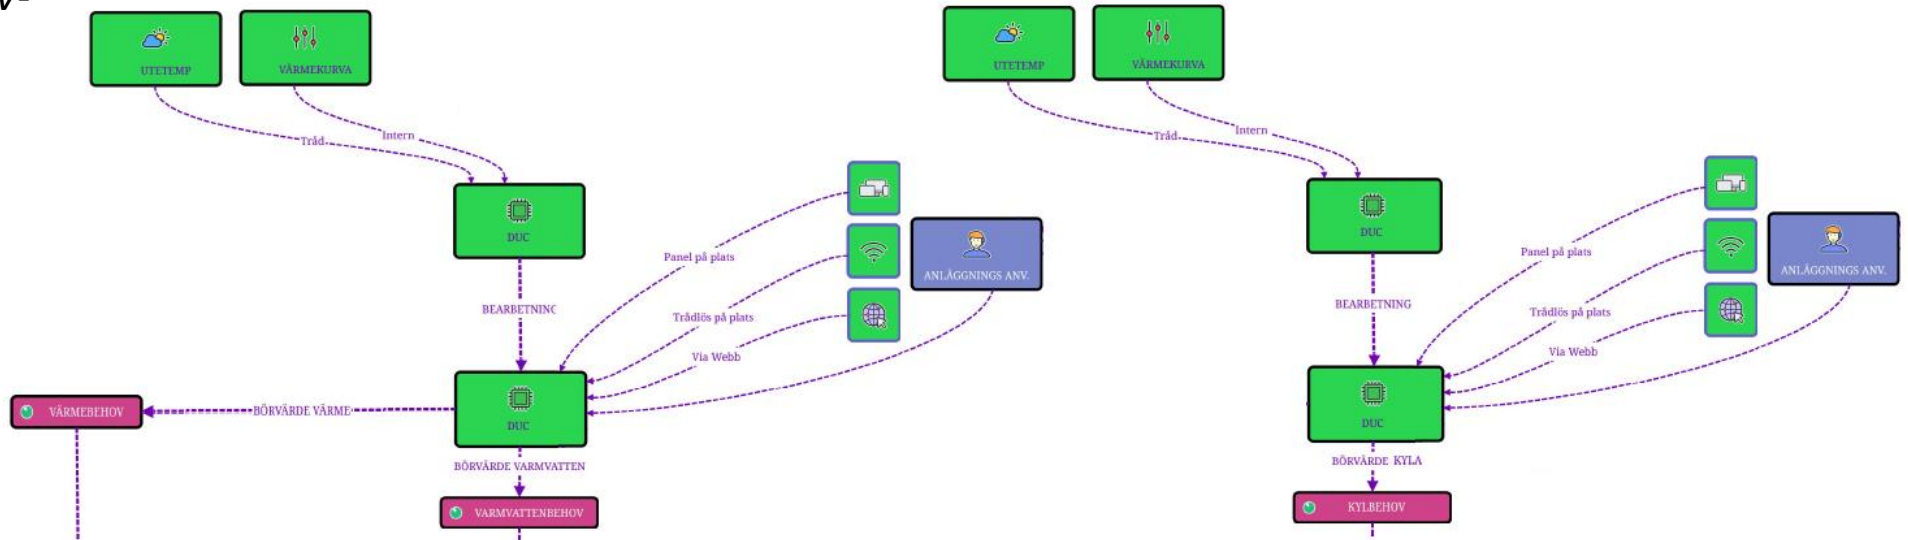 UTETEMP
VÄRMEKURVA
Tråd
Intern
DUC
Panel på plats
Trådlös på plats
Via Webb
ANLÄGGNINGS ANV.
BEARBETNING
DUC
BÖRVÄRDE VÄRME
VÄRMEBEHOV
BÖRVÄRDE VARMVATTEN
VARMVATTENBEHOV
UTETEMP
VÄRMEKURVA
Tråd
Intern
DUC
Panel på plats
Trådlös på plats
Via Webb
ANLÄGGNINGS ANV.
BEARBETNING
DUC
BÖRVÄRDE KYLA
KYLBEHOV